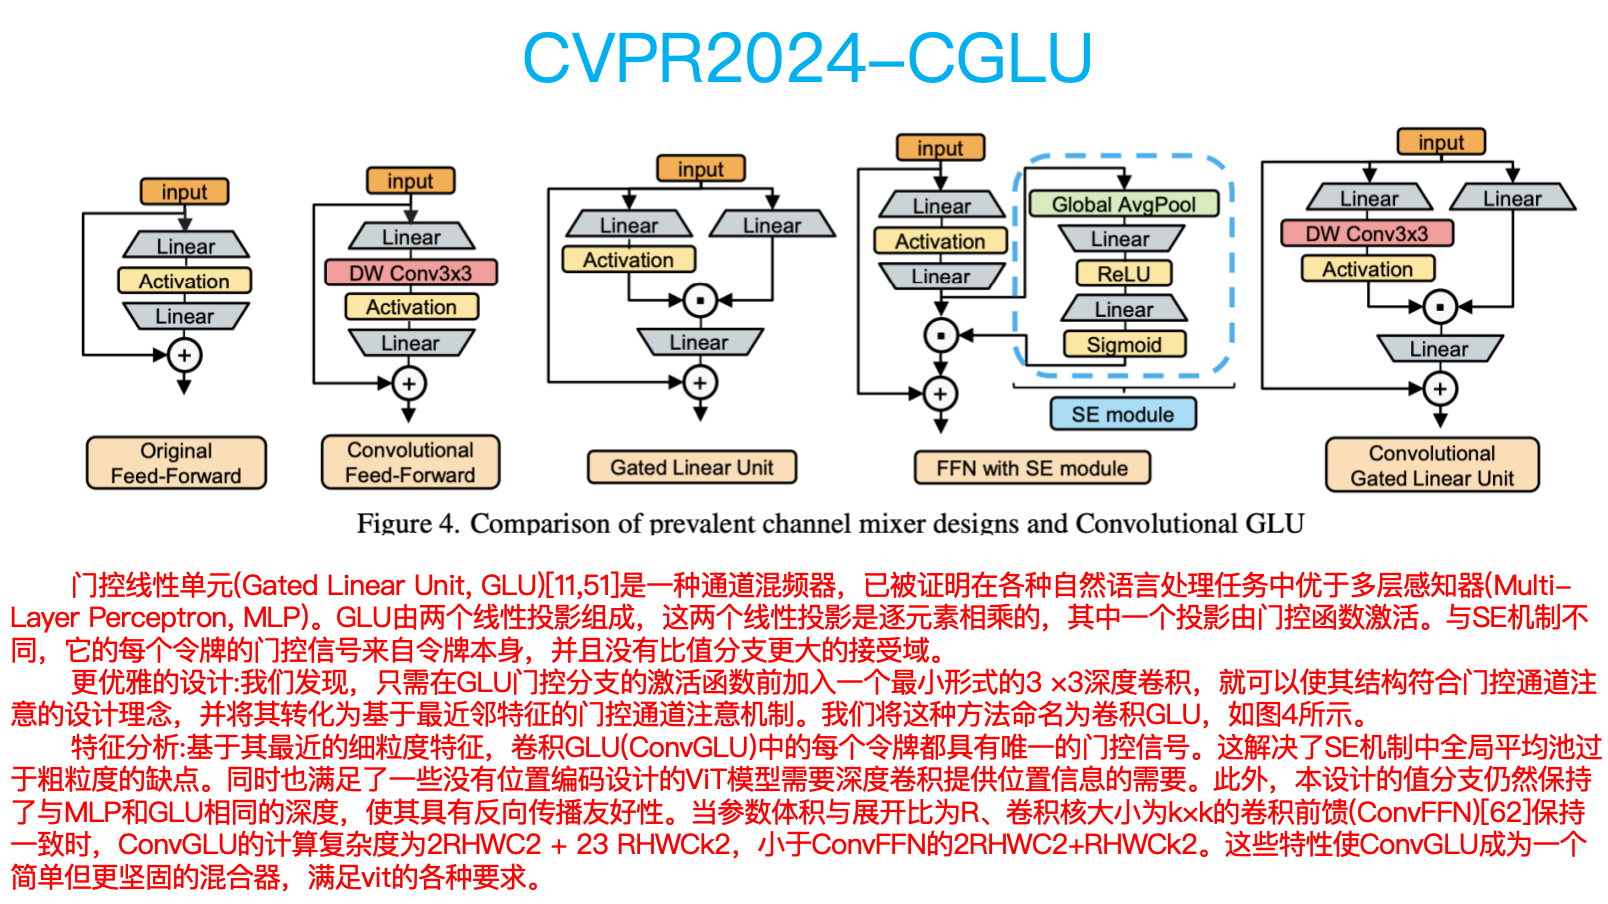 CVPR2024-CGLU
input
Linear
Activation
Linear
+
Original
Feed-Forward
input
Linear
DW Conv3x3
Activation
Linear
+
Convolutional
Feed-Forward
input
Linear
Linear
Activation
Linear
+
Gated Linear Unit
input
Linear
Activation
Linear
+
Global AvgPool
Linear
ReLU
Linear
Sigmoid
SE module
FFN with SE module
input
Linear
Linear
DW Conv3x3
Activation
Linear
+
Convolutional
Gated Linear Unit
Figure 4. Comparison of prevalent channel mixer designs and Convolutional GLU
门控线性单元(Gated Linear Unit, GLU)[11,51]是一种通道混频器，已被证明在各种自然语言处理任务中优于多层感知器(Multi-
Layer Perceptron, MLP)。GLU由两个线性投影组成，这两个线性投影是逐元素相乘的，其中一个投影由门控函数激活。与SE机制不
同，它的每个令牌的门控信号来自令牌本身，并且没有比值分支更大的接受域。
更优雅的设计:我们发现，只需在GLU门控分支的激活函数前加入一个最小形式的3 ×3深度卷积，就可以使其结构符合门控通道注
意的设计理念，并将其转化为基于最近邻特征的门控通道注意机制。我们将这种方法命名为卷积GLU，如图4所示。
特征分析:基于其最近的细粒度特征，卷积GLU(ConvGLU)中的每个令牌都具有唯一的门控信号。这解决了SE机制中全局平均池过
于粗粒度的缺点。同时也满足了一些没有位置编码设计的ViT模型需要深度卷积提供位置信息的需要。此外，本设计的值分支仍然保持
了与MLP和GLU相同的深度，使其具有反向传播友好性。当参数体积与展开比为R、卷积核大小为k×k的卷积前馈(ConvFFN)[62]保持
一致时，ConvGLU的计算复杂度为2RHWC2 + 23 RHWCk2，小于ConvFFN的2RHWC2+RHWCk2。这些特性使ConvGLU成为一个
简单但更坚固的混合器，满足vit的各种要求。